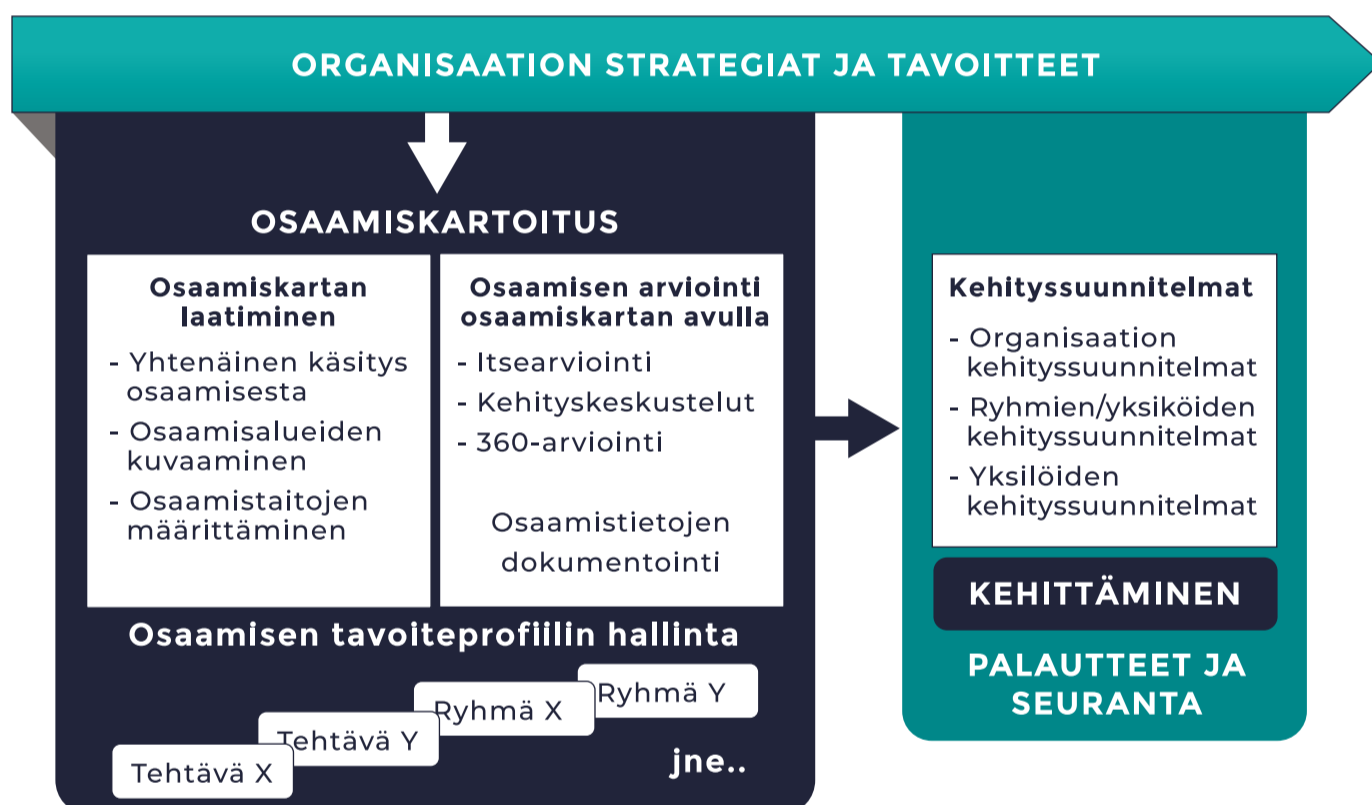 ORGANISAATION STRATEGIAT JA TAVOITTEET
OSAAMISKARTOITUS
Osaamiskartan
laatiminen
- Yhtenäinen käsitys
osaamisesta
- Osaamisalueiden
kuvaaminen
- Osaamistaitojen
määrittäminen
Osaamisen arviointi
osaamiskartan avulla
- Itsearviointi
- Kehityskeskustelut
- 360-arviointi
Osaamistietojen
dokumentointi
Osaamisen tavoiteprofiilin hallinta
Tehtävä X
Tehtävä Y
Ryhmä X
Ryhmä Y
jne..
Kehityssuunnitelmat
- Organisaation
kehityssuunnitelmat
- Ryhmien/yksiköiden
kehityssuunnitelmat
- Yksilöiden
kehityssuunnitelmat
KEHITTÄMINEN
PALAUTTEET JA
SEURANTA